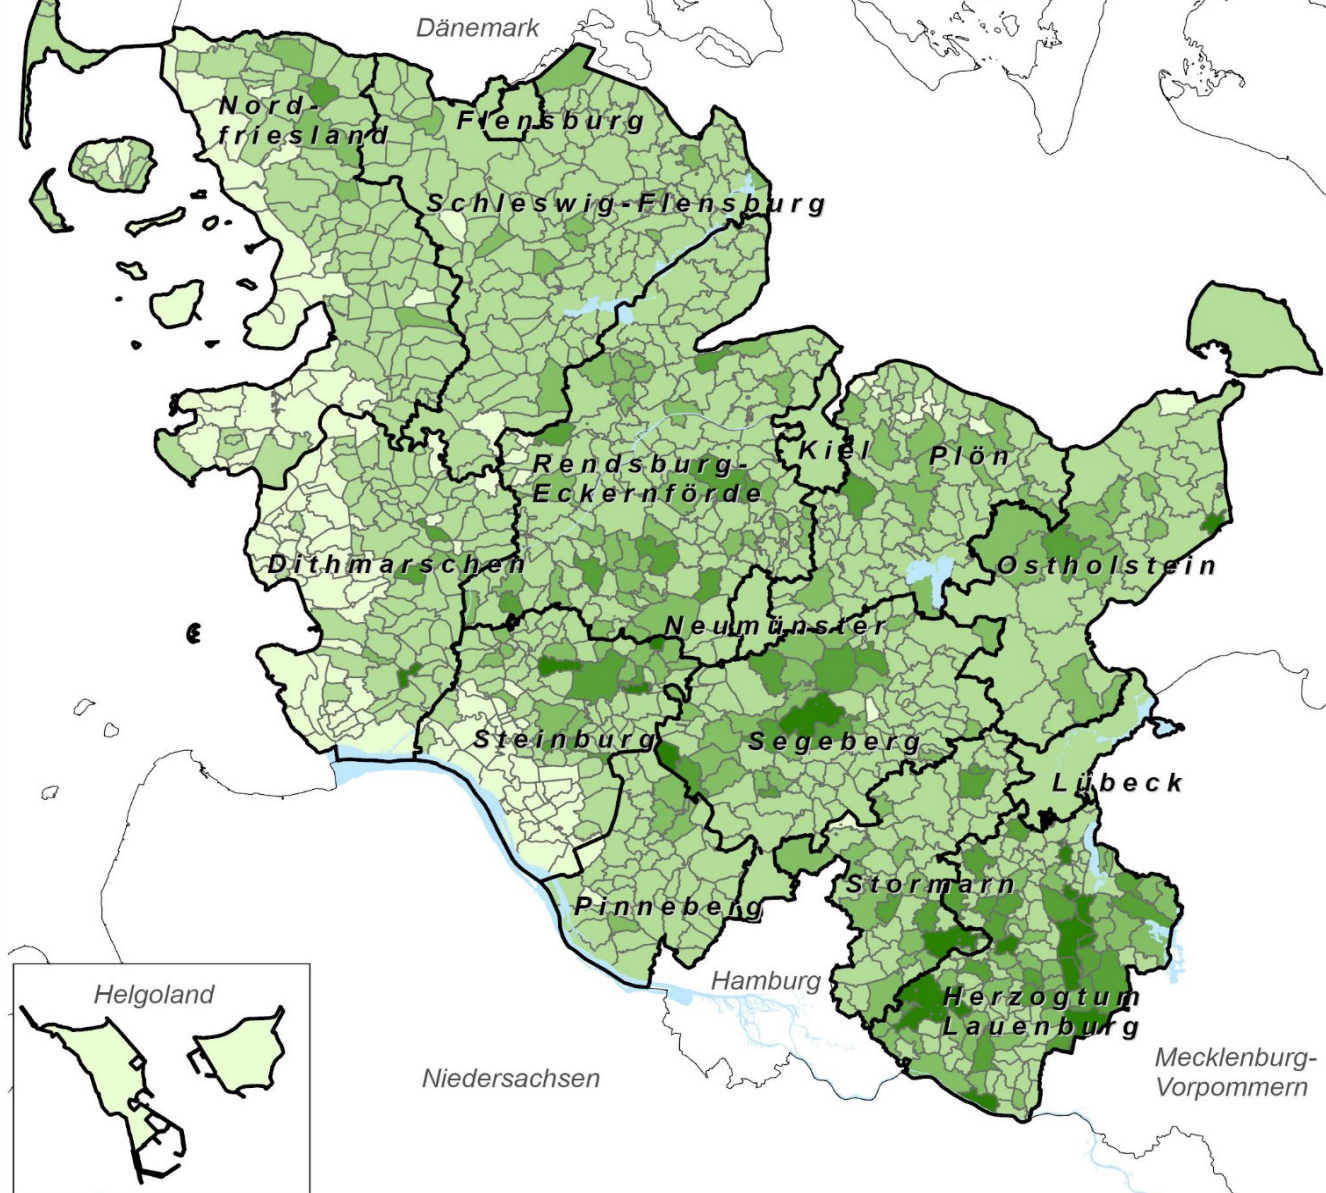 Dänemark
Nord-
friesland
Flensburg
Schleswig-Flensburg
Kiel
Plön
Rendsburg-
Eckernförde
Dithmarschen
Ostholstein
Neumünster
Steinburg
Segeberg
Lübeck
Stormarn
Pinneberg
Hamburg
Helgoland
Herzogtum
Lauenburg
Niedersachsen
Mecklenburg-
Vorpommern